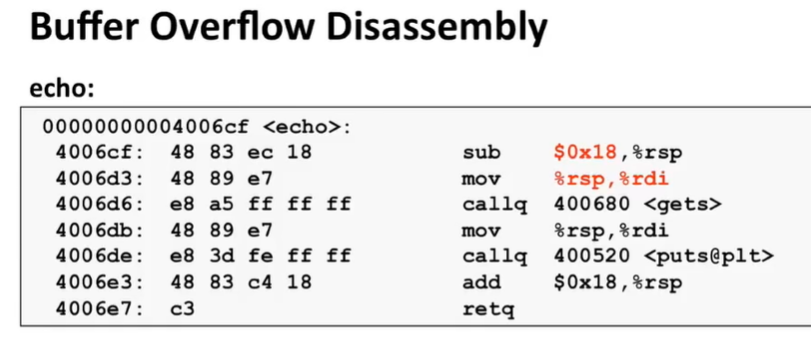 Buffer Overflow Disassembly
echo:
00000000004006cf <echo>:
4006cf: 48 83 ec 18 sub $0x18,%rsp
4006d3: 48 89 e7 mov %rsp,%rdi
4006d6: e8 a5 ff ff ff callq 400680 <gets>
4006db: 48 89 e7 mov %rsp,%rdi
4006de: e8 3d fe ff ff callq 400520 <puts@plt>
4006e3: 48 83 c4 18 add $0x18,%rsp
4006e7: c3 retq